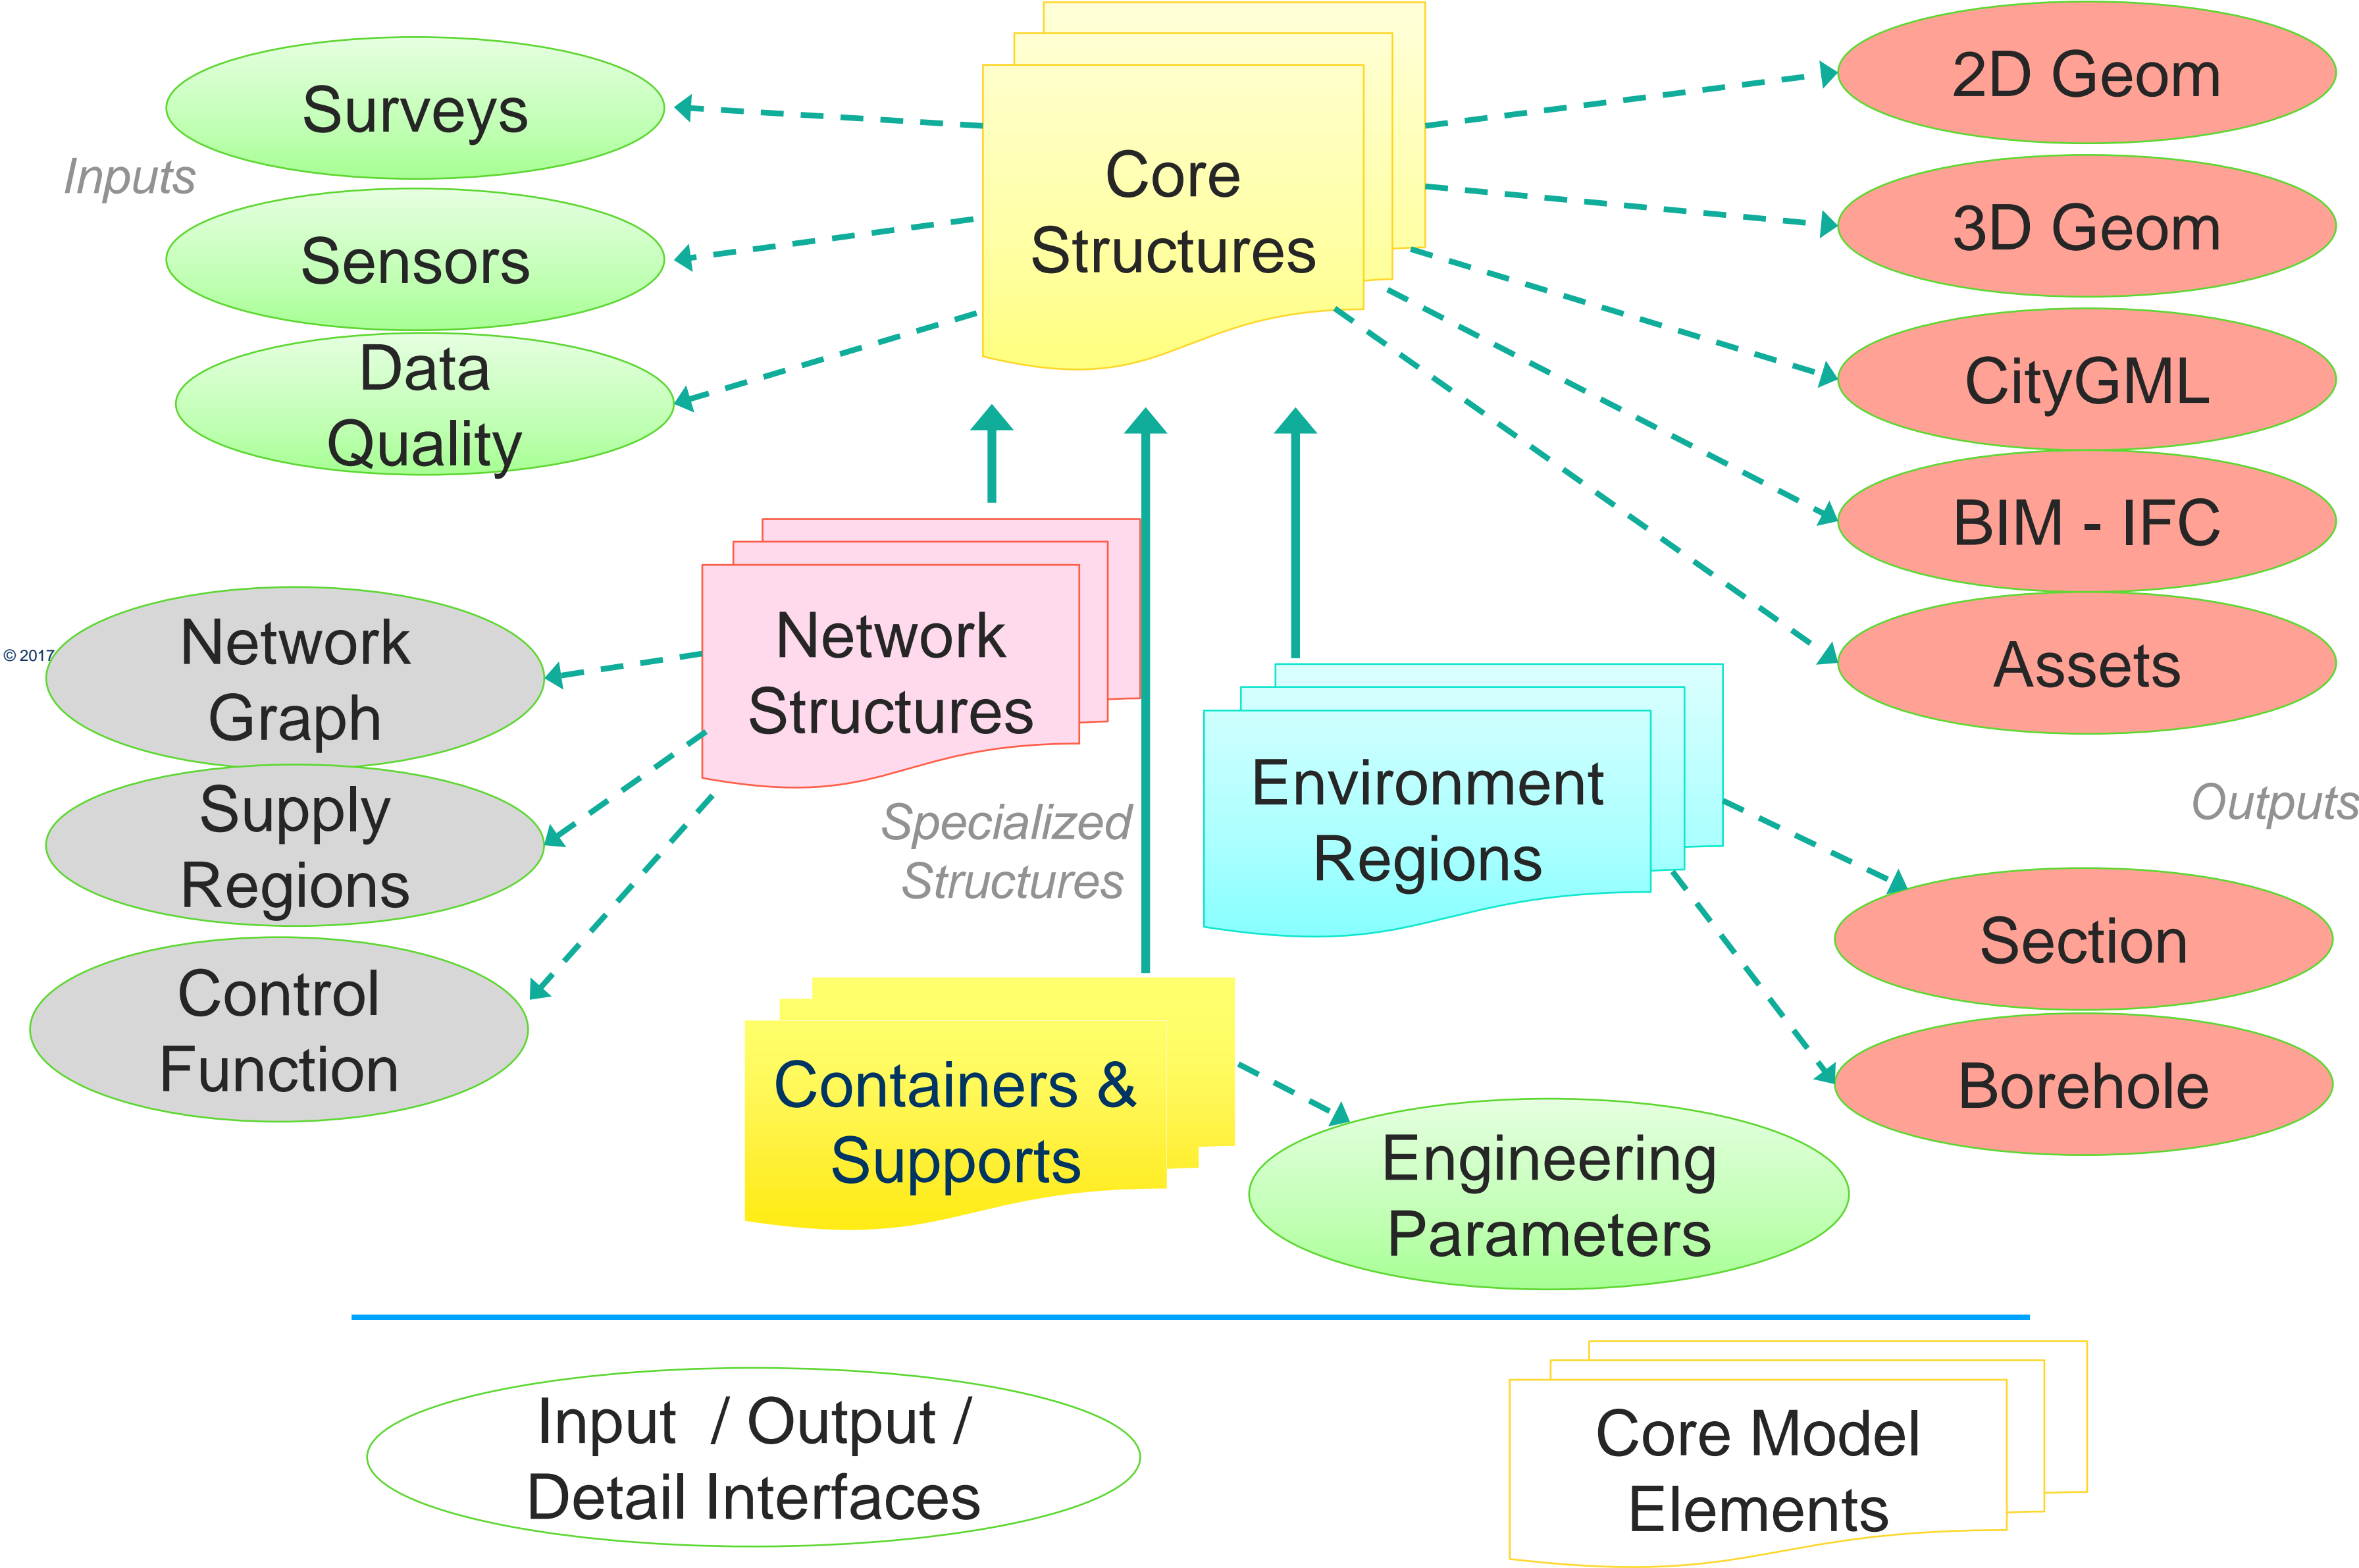 Surveys
Inputs
Sensors
Data
Quality
Core
Structures
2D Geom
3D Geom
CityGML
BIM - IFC
Assets
© 2017
Network
Graph
Supply
Regions
Control
Function
Network
Structures
Specialized
Structures
Environment
Regions
Outputs
Section
Borehole
Containers &
Supports
Engineering
Parameters
Input / Output /
Detail Interfaces
Core Model
Elements